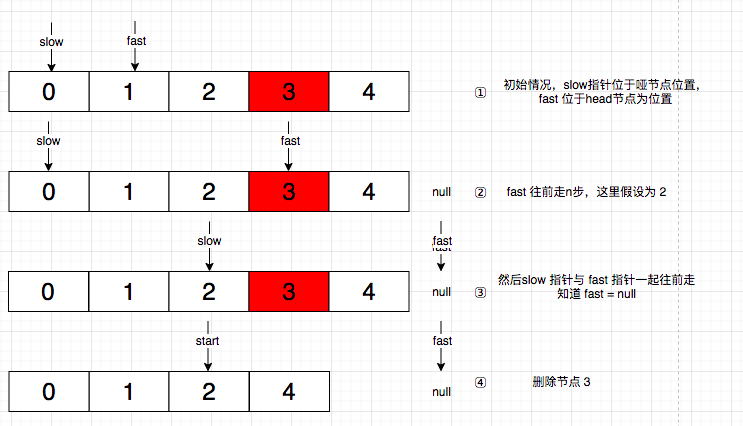 slow
fast
0 1 2 3 4
①
初始情况，slow指针位于哑节点位置，
fast 位于head节点为位置
slow
fast
0 1 2 3 4
null
②
fast 往前走n步，这里假设为 2
slow
fast
fast
0 1 2 3 4
null
③
然后slow 指针与 fast 指针一起往前走
知道 fast = null
start
fast
0 1 2 4
null
④
删除节点 3